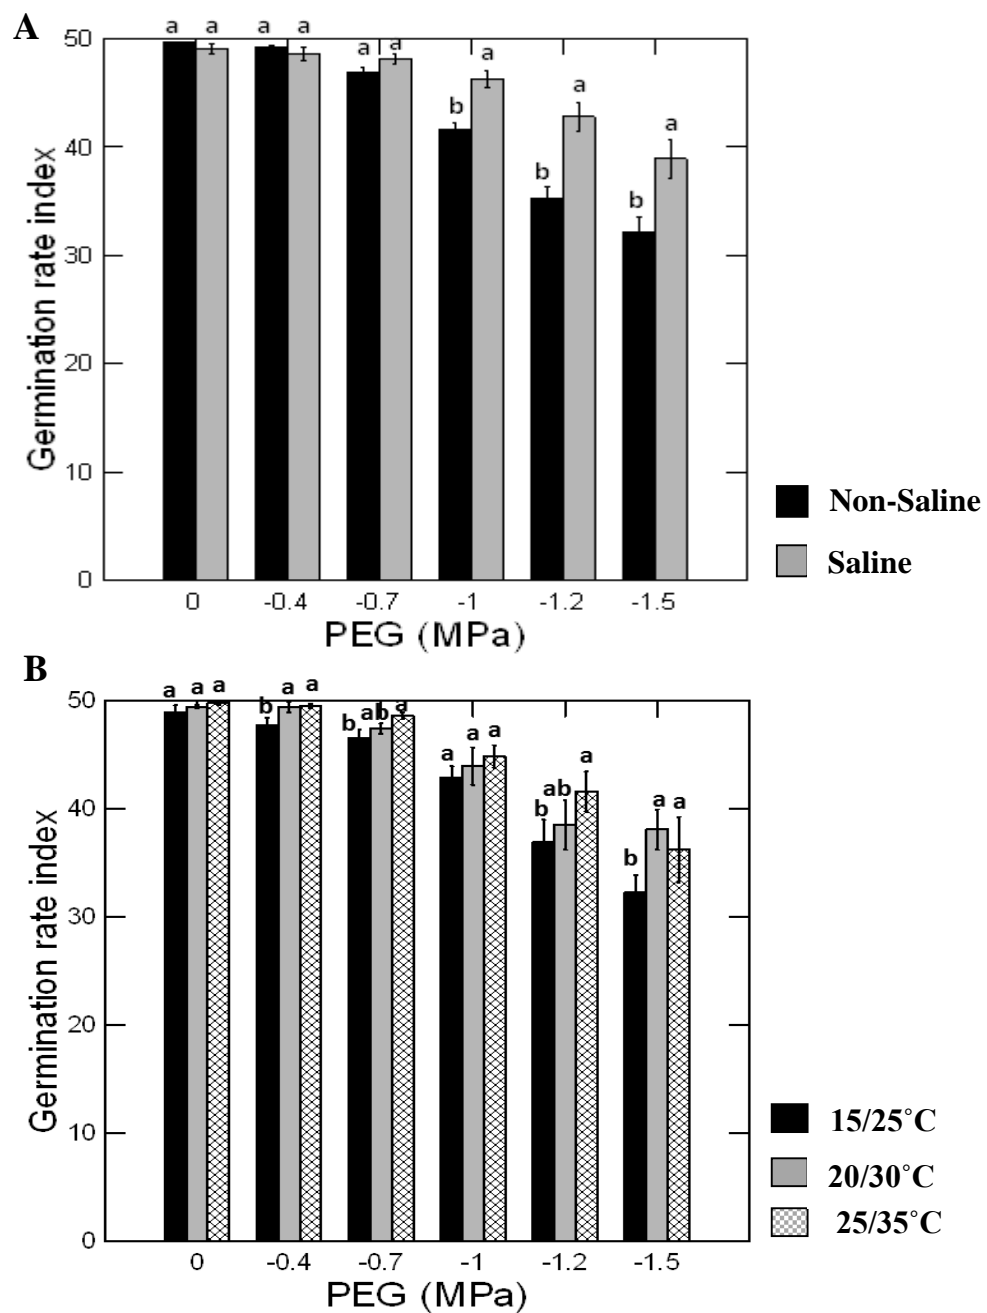 A
a a a a a a a
50
b
a
a
40
b
a
b
30
20
10
0
Germination rate index
0 -0.4 -0.7 -1 -1.2 -1.5
PEG (MPa)
Non-Saline
Saline
B
a a a b a a b ab a
50
a a a
a
ab
b
a a
b
40
30
20
10
0
Germination rate index
0 -0.4 -0.7 -1 -1.2 -1.5
PEG (MPa)
15/25˚C
20/30˚C
25/35˚C